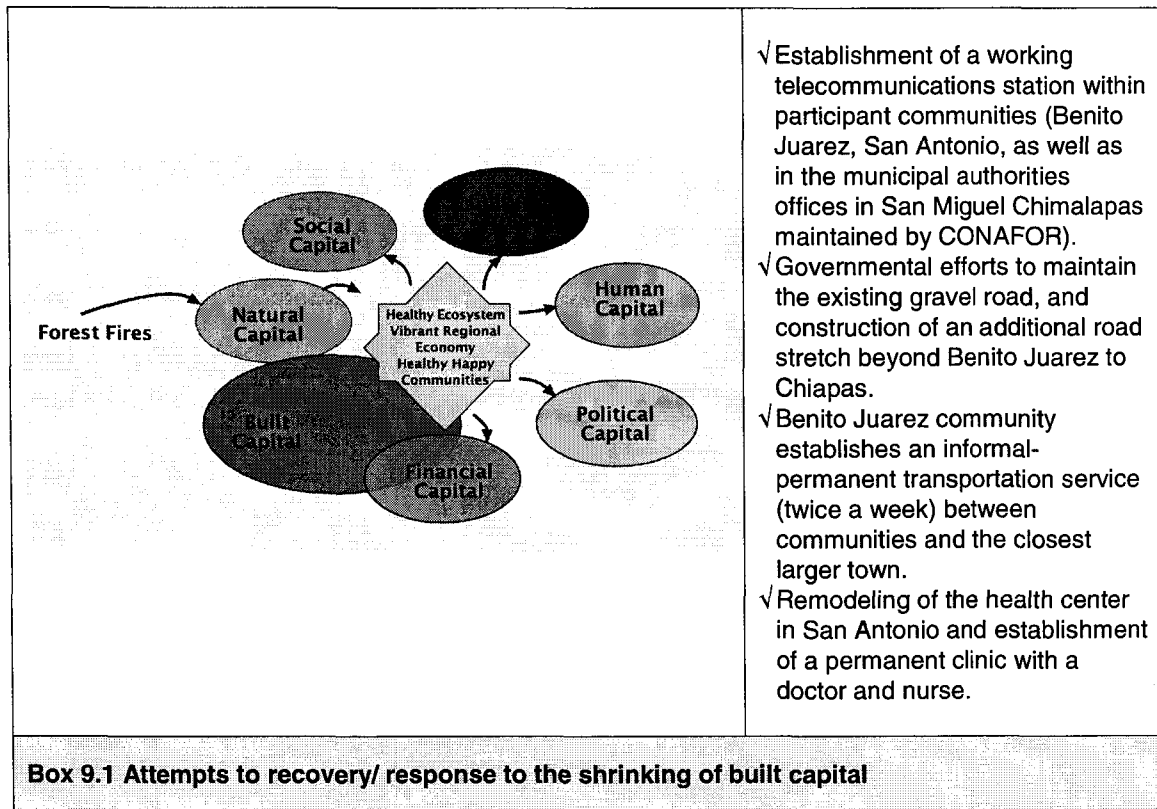 Social
Capital
Forest Fires
Natural
Capital
Healthy Ecosystem
Vibrant Regional
Economy
Healthy Happy
Communities
Human
Capital
Built
Capital
Political
Capital
Financial
Capital
√ Establishment of a working
telecommunications station within
participant communities (Benito
Juarez, San Antonio, as well as
in the municipal authorities
offices in San Miguel Chimalapas
maintained by CONAFOR).
√ Governmental efforts to maintain
the existing gravel road, and
construction of an additional road
stretch beyond Benito Juarez to
Chiapas.
√ Benito Juarez community
establishes an informal-
permanent transportation service
(twice a week) between
communities and the closest
larger town.
√ Remodeling of the health center
in San Antonio and establishment
of a permanent clinic with a
doctor and nurse.
Box 9.1 Attempts to recovery/ response to the shrinking of built capital